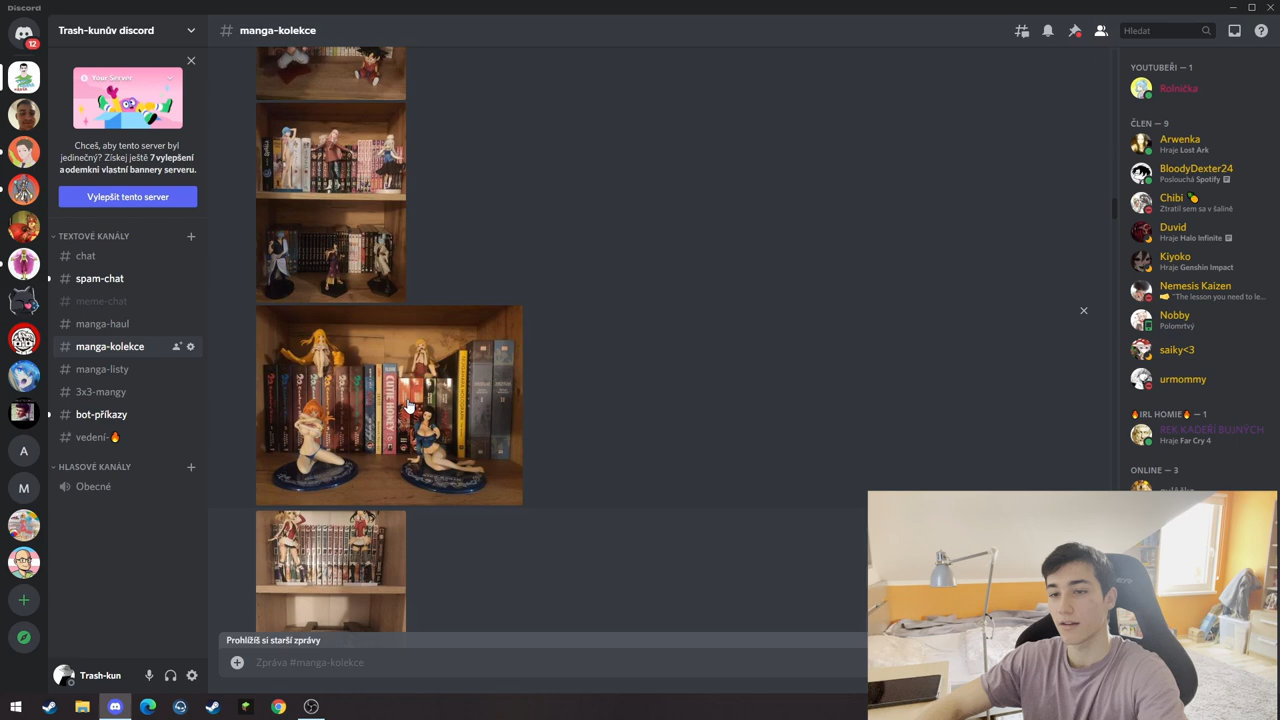 Discord
12
Trash-kunův discord
Your Server
Chceš, aby tento server byl
jedinečný? Získej ještě 7 vylepšení
a odemkni vlastní bannery serveru.
Vylepšit tento server
TEXTOVÉ KANÁLY
chat
spam-chat
meme-chat
manga-haul
manga-kolekce
manga-listy
3x3-mangy
bot-příkazy
vedení-🔥
HLASOVÉ KANÁLY
Obecné
A
M
Trash-kun
# manga-kolekce
Hledat
CUTIE HONEY
Prohlížíš si starší zprávy
Zpráva #manga-kolekce
YOUTUBEŘI — 1
Rolnička
ČLEN — 9
Arwenka
Hraje Lost Ark
BloodyDexter24
Poslouchá Spotify
Chibi 🍍
Ztratil sem sa v šalině
Duvid
Hraje Halo Infinite
Kiyoko
Hraje Genshin Impact
Nemesis Kaizen
"The lesson you need to le...
Nobby
Polomrtvý
saiky<3
urmommy
🔥IRL HOMIE🔥 — 1
REK KADEŘÍ BUJNÝCH
Hraje Far Cry 4
ONLINE — 3